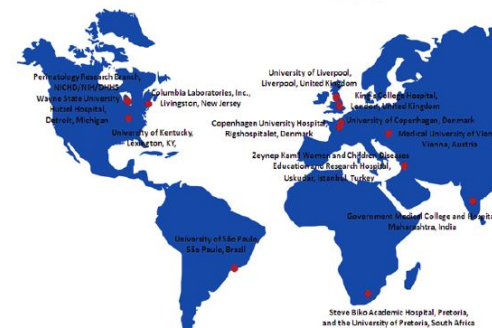 Perinatology Research Branch,
NICHD/NIH/DHHS
Wayne State University
Hutzel Hospital,
Detroit, Michigan
Columbia Laboratories, Inc.,
Livingston, New Jersey
University of Kentucky,
Lexington, KY,
University of Liverpool,
Liverpool, United Kingdom
King's College Hospital,
London, United Kingdom
Copenhagen University Hospital,
Rigshospitalet, Denmark
University of Copenhagen, Denmark
Medical University of Vienna
Vienna, Austria
Zeynep Kamil Women and Children Diseases
Education and Research Hospital,
Uskudar, Istanbul, Turkey
Government Medical College and Hospital
Maharashtra, India
University of São Paulo,
São Paulo, Brazil
Steve Biko Academic Hospital, Pretoria,
and the University of Pretoria, South Africa